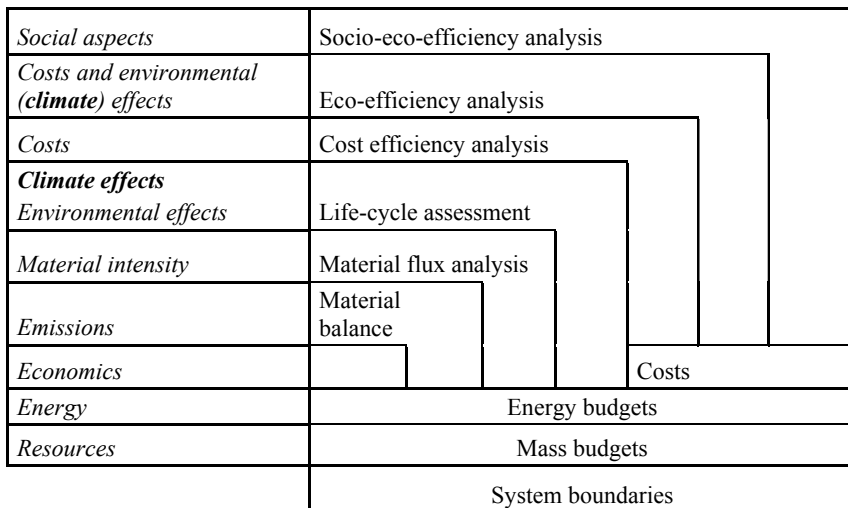 Social aspects Socio-eco-efficiency analysis
Costs and environmental
(climate) effects Eco-efficiency analysis
Costs Cost efficiency analysis
Climate effects
Environmental effects Life-cycle assessment
Material intensity Material flux analysis
Material
Emissions balance
Economics Costs
Energy Energy budgets
Resources Mass budgets
System boundaries